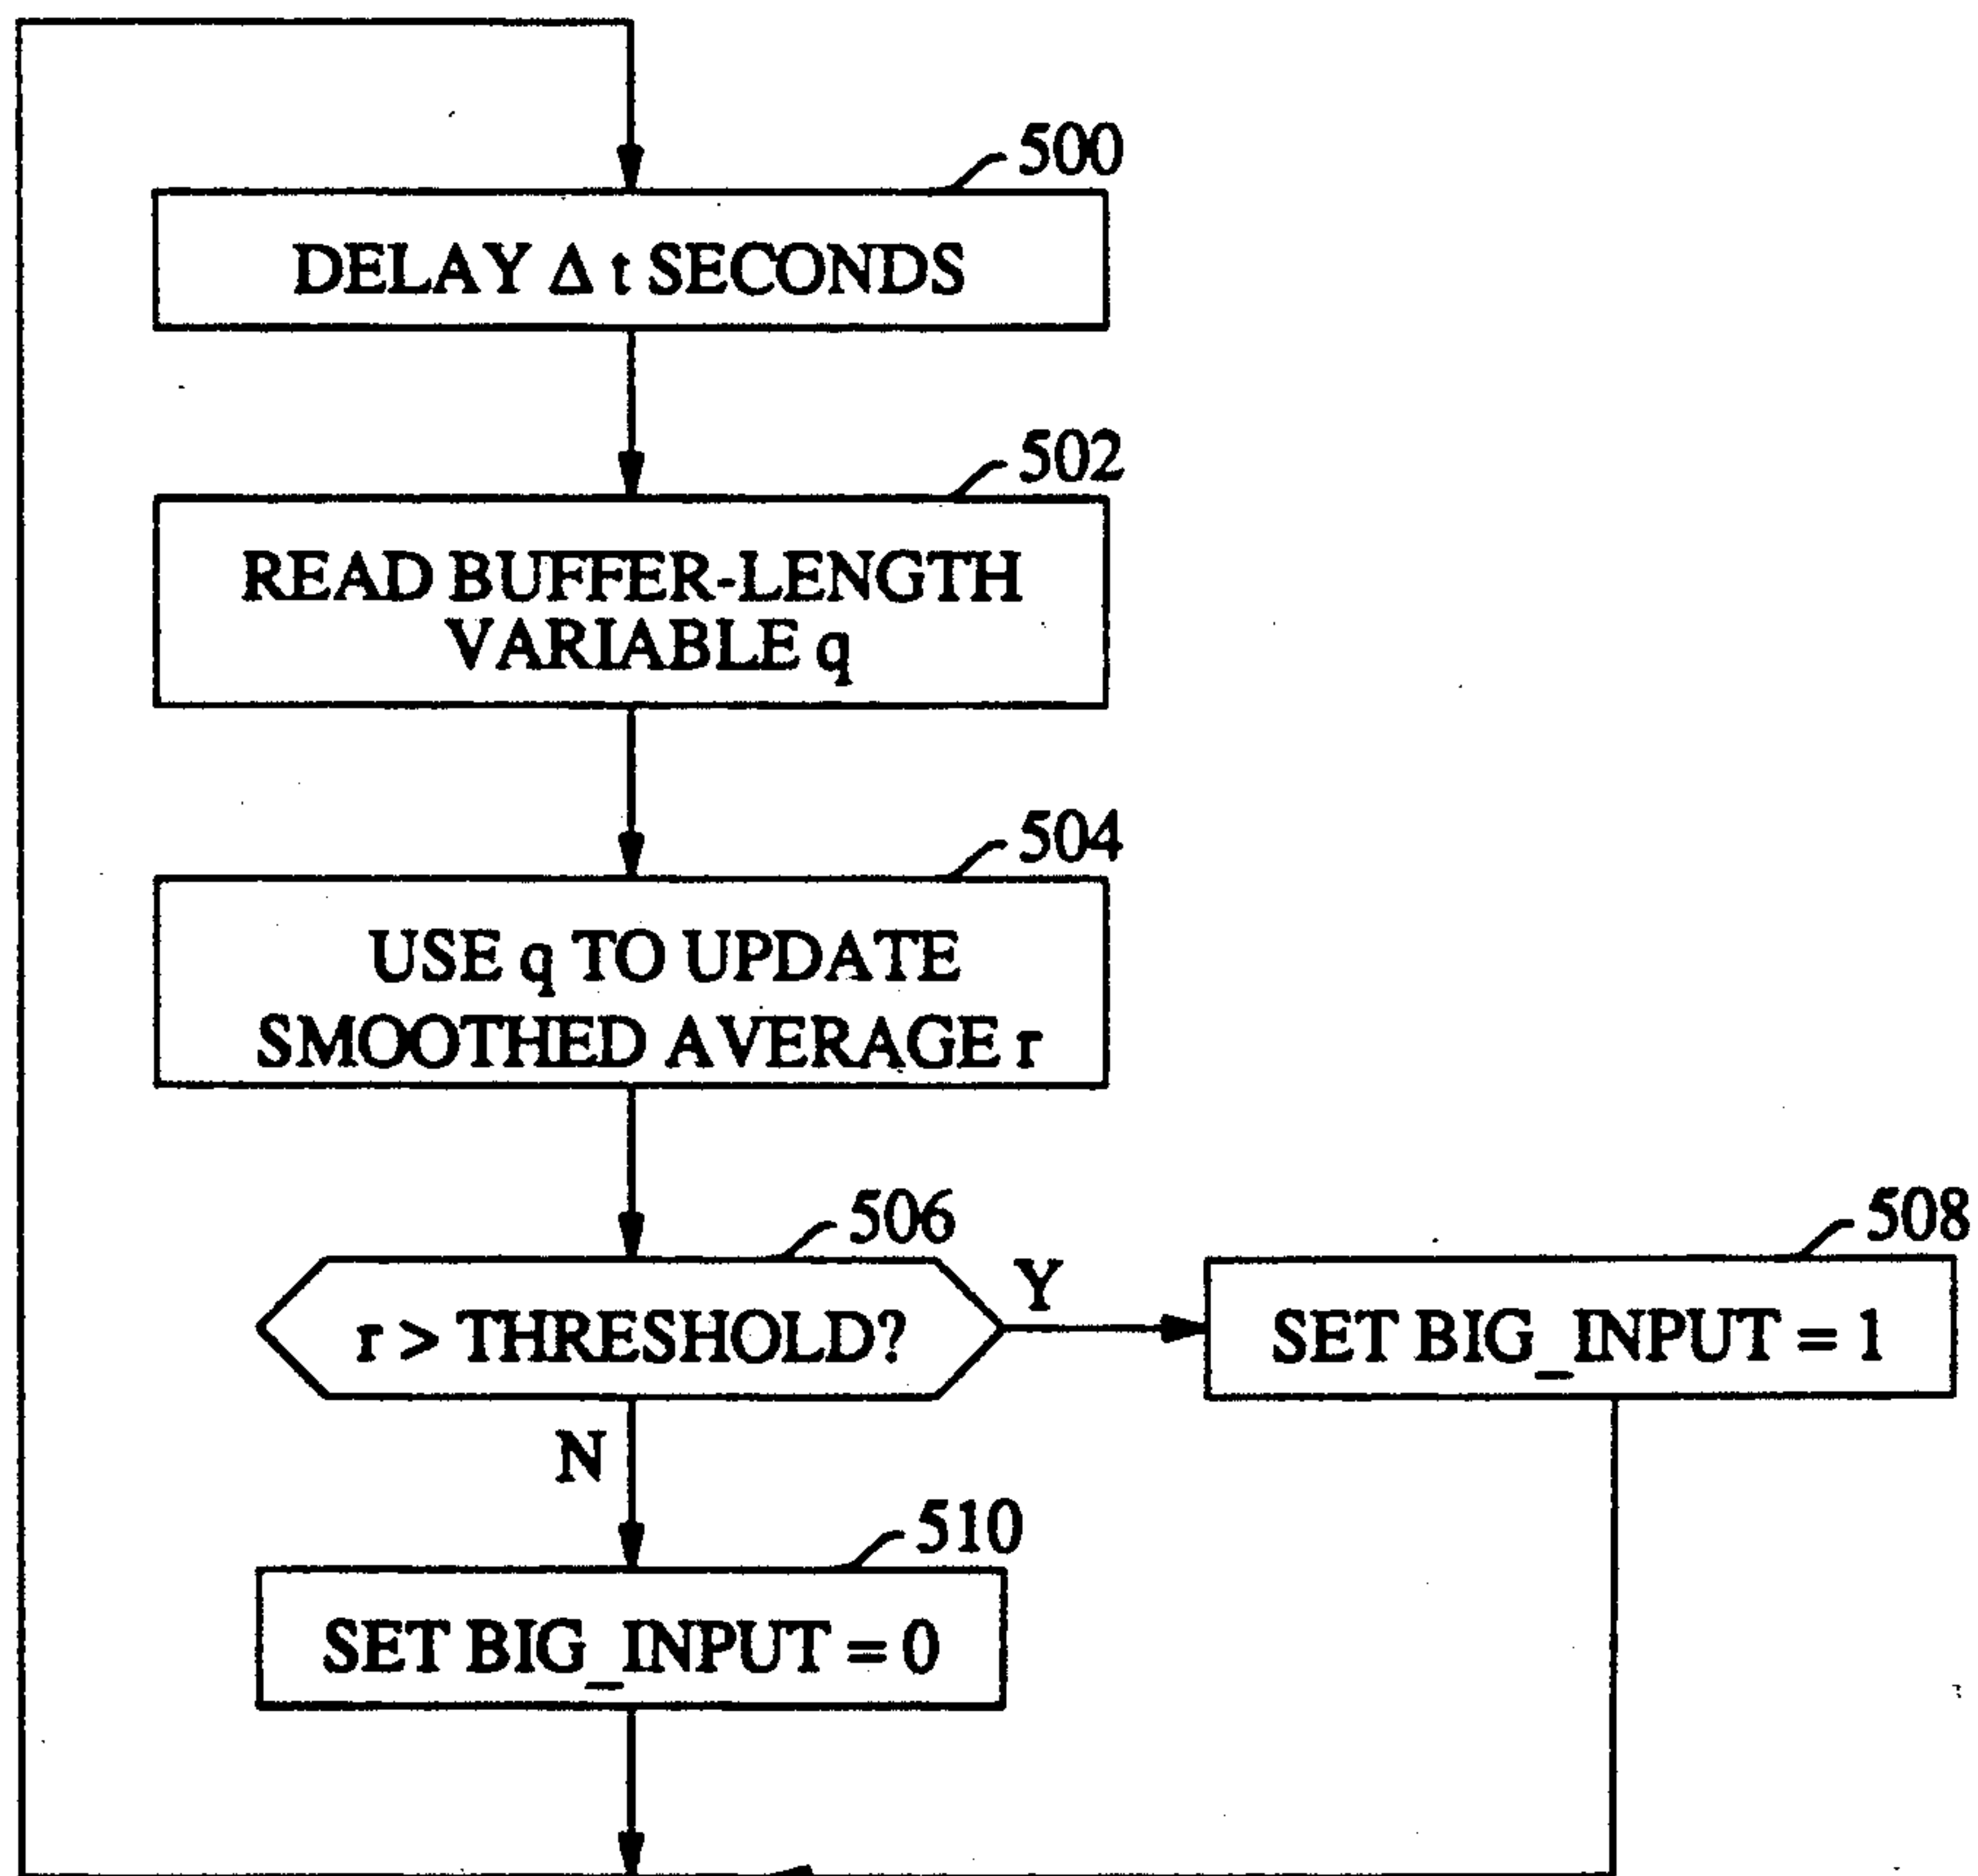 500
DELAY Δ t SECONDS
502
READ BUFFER-LENGTH
VARIABLE q
504
USE q TO UPDATE
SMOOTHED AVERAGE r
506
r > THRESHOLD?
Y
508
SET BIG_INPUT = 1
N
510
SET BIG_INPUT = 0